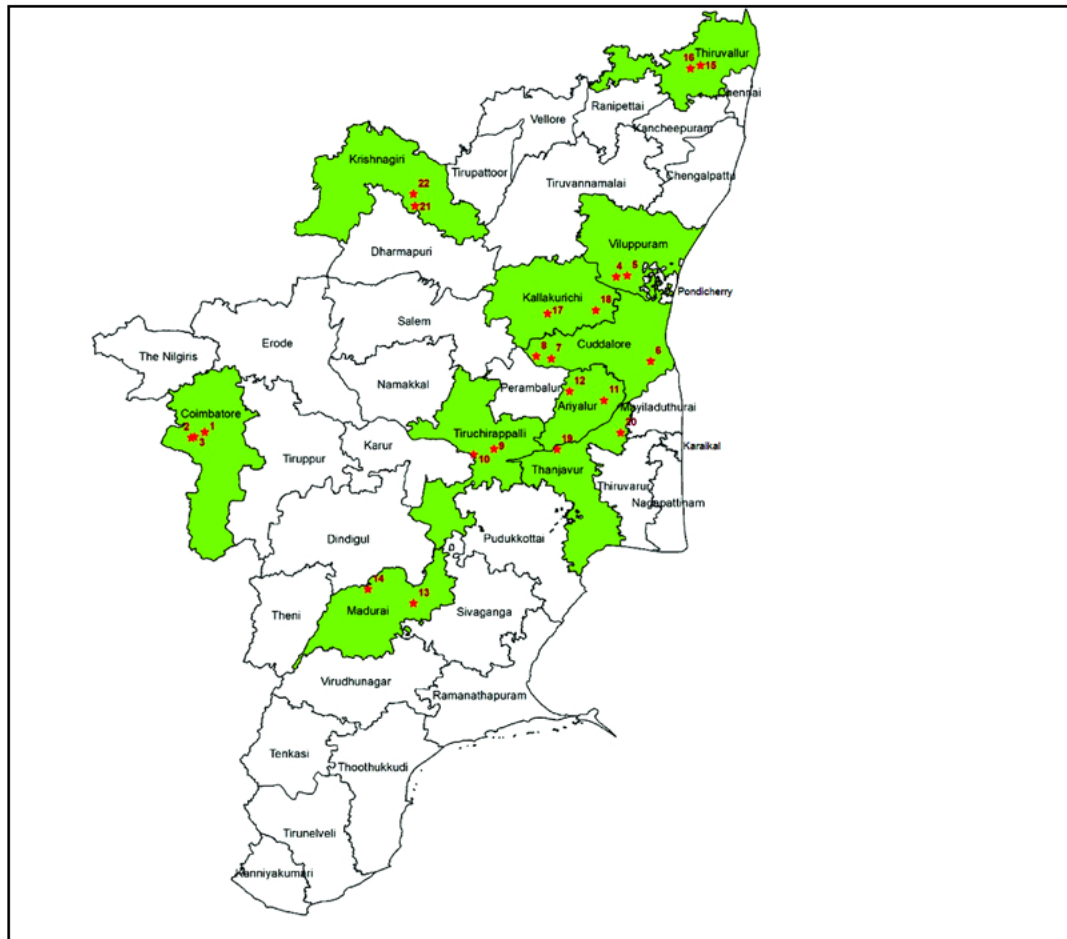 Thiruvallur
16
15
Chennai
Ranipettai
Vellore
Kancheepuram
Krishnagiri
Tirupattoor
Chengalpattu
Tiruvannamalai
22
21
Viluppuram
Dharmapuri
4
5
Pondicherry
Kallakurichi
18
17
Salem
Erode
Cuddalore
The Nilgiris
8
7
6
Namakkal
Perambalur
12
11
Ariyalur
Mayiladuthurai
Coimbatore
1
2
3
Tiruchirappalli
20
Karur
19
Karaikal
9
10
Tiruppur
Thanjavur
Thiruvarur
Nagapattinam
Dindigul
Pudukkottai
14
13
Madurai
Sivaganga
Theni
Virudhunagar
Ramanathapuram
Tenkasi
Thoothukkudi
Tirunelveli
Kanniyakumari